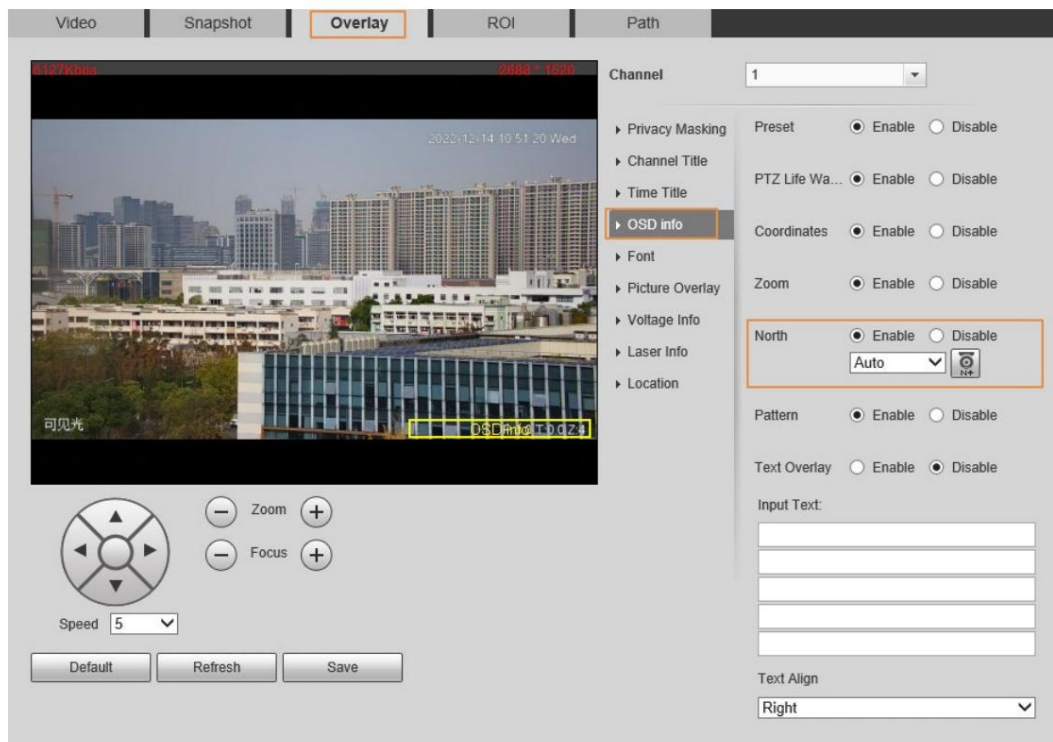 Video Snapshot Overlay ROI Path
6127Kbps 2688 * 1520
2022-12-14 10:51:20 Wed
可见光
Zoom
Focus
Speed 5
Default Refresh Save
Channel 1
Privacy Masking
Channel Title
Time Title
OSD info
Font
Picture Overlay
Voltage Info
Laser Info
Location
Preset Enable Disable
PTZ Life Wa... Enable Disable
Coordinates Enable Disable
Zoom Enable Disable
North Enable Disable
Auto N
Pattern Enable Disable
Text Overlay Enable Disable
Input Text:
Text Align
Right